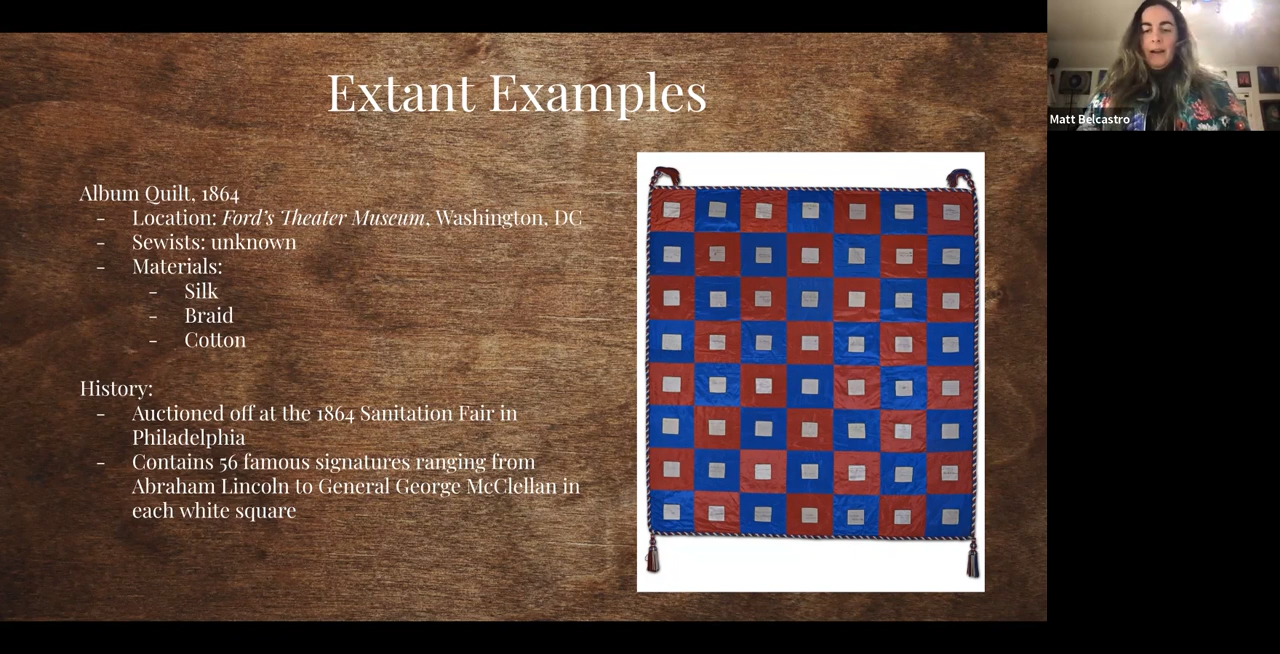 Extant Examples
Matt Belcastro
Album Quilt, 1864
- Location: Ford's Theater Museum, Washington, DC
- Sewists: unknown
- Materials:
- Silk
- Braid
- Cotton
History:
- Auctioned off at the 1864 Sanitation Fair in
Philadelphia
- Contains 56 famous signatures ranging from
Abraham Lincoln to General George McClellan in
each white square